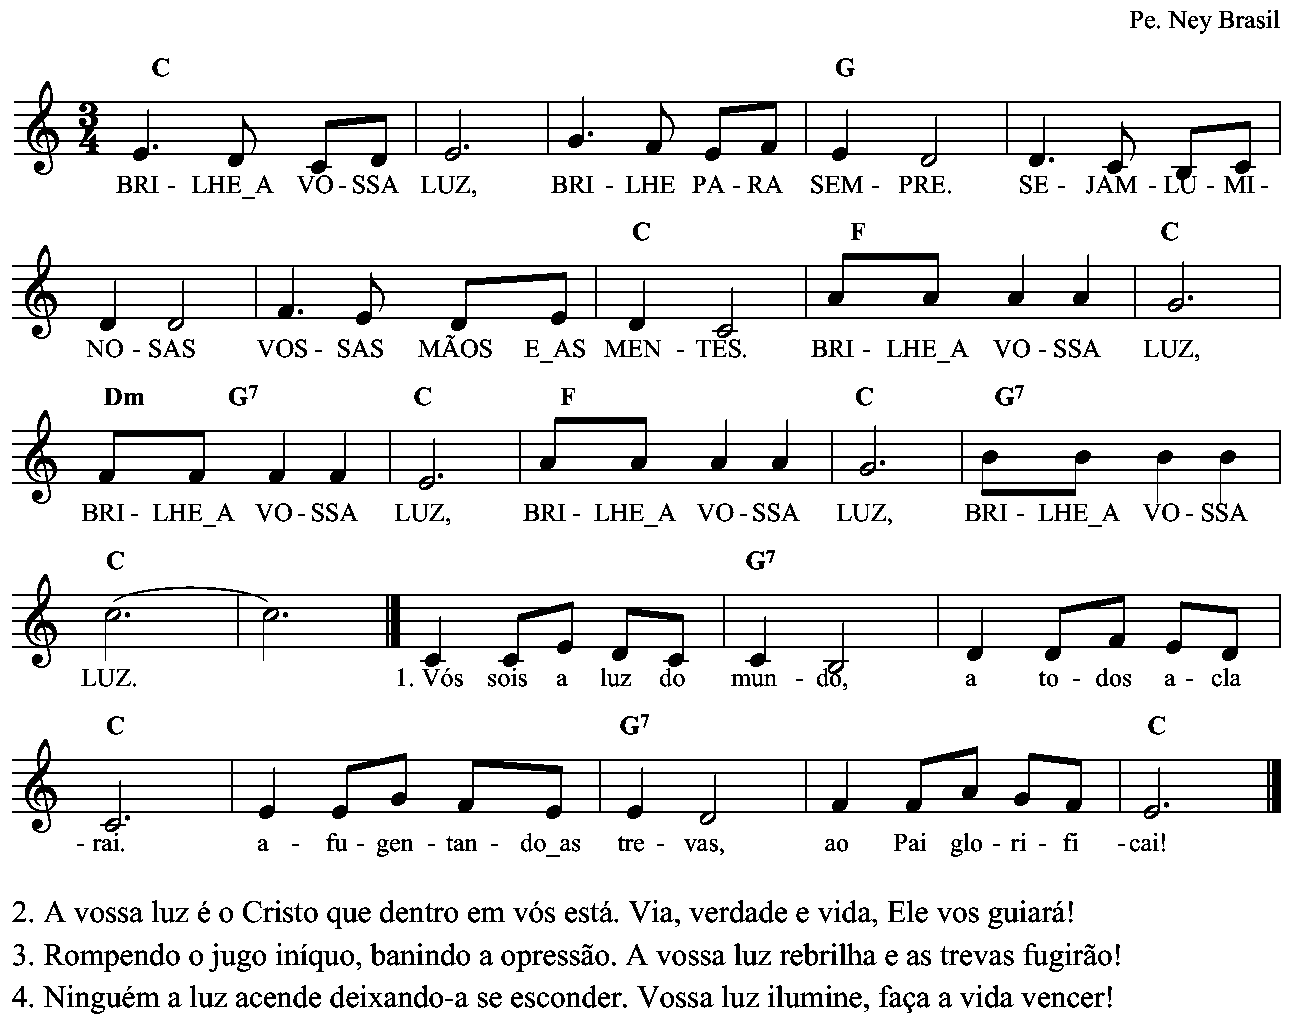 Pe. Ney Brasil
C G
3
4
BRI - LHE_A VO - SSA LUZ, BRI - LHE PA - RA SEM - PRE. SE - JAM - LU - MI -
C F C
NO - SAS VOS - SAS MÃOS E_AS MEN - TES. BRI - LHE_A VO - SSA LUZ,
Dm G7 C F C G7
BRI - LHE_A VO - SSA LUZ, BRI - LHE_A VO - SSA LUZ, BRI - LHE_A VO - SSA
C G7
LUZ. 1. Vós sois a luz do mun - do, a to - dos a - cla
C G7 C
- rai. a - fu - gen - tan - do_as tre - vas, ao Pai glo - ri - fi -cai!
2. A vossa luz é o Cristo que dentro em vós está. Via, verdade e vida, Ele vos guiará!
3. Rompendo o jugo iníquo, banindo a opressão. A vossa luz rebrilha e as trevas fugirão!
4. Ninguém a luz acende deixando-a se esconder. Vossa luz ilumine, faça a vida vencer!